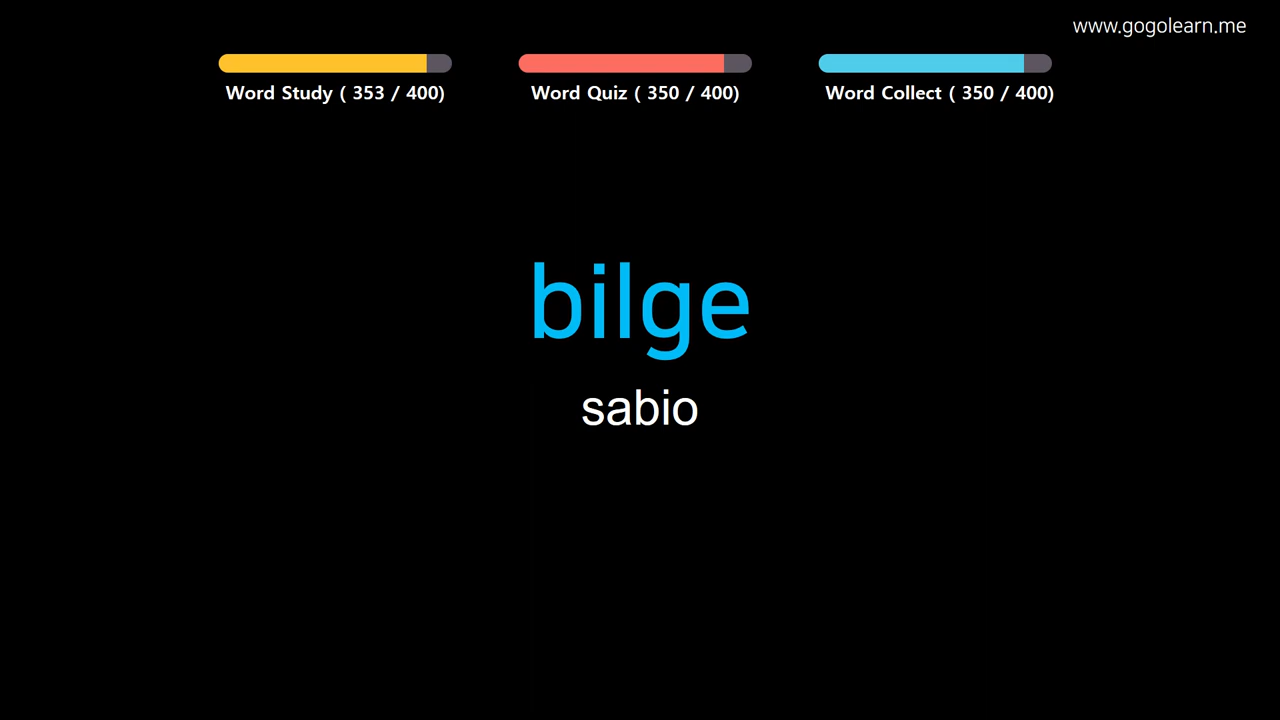 www.gogolearn.me
Word Study ( 353 / 400)
Word Quiz ( 350 / 400)
Word Collect ( 350 / 400)
bilge
sabio